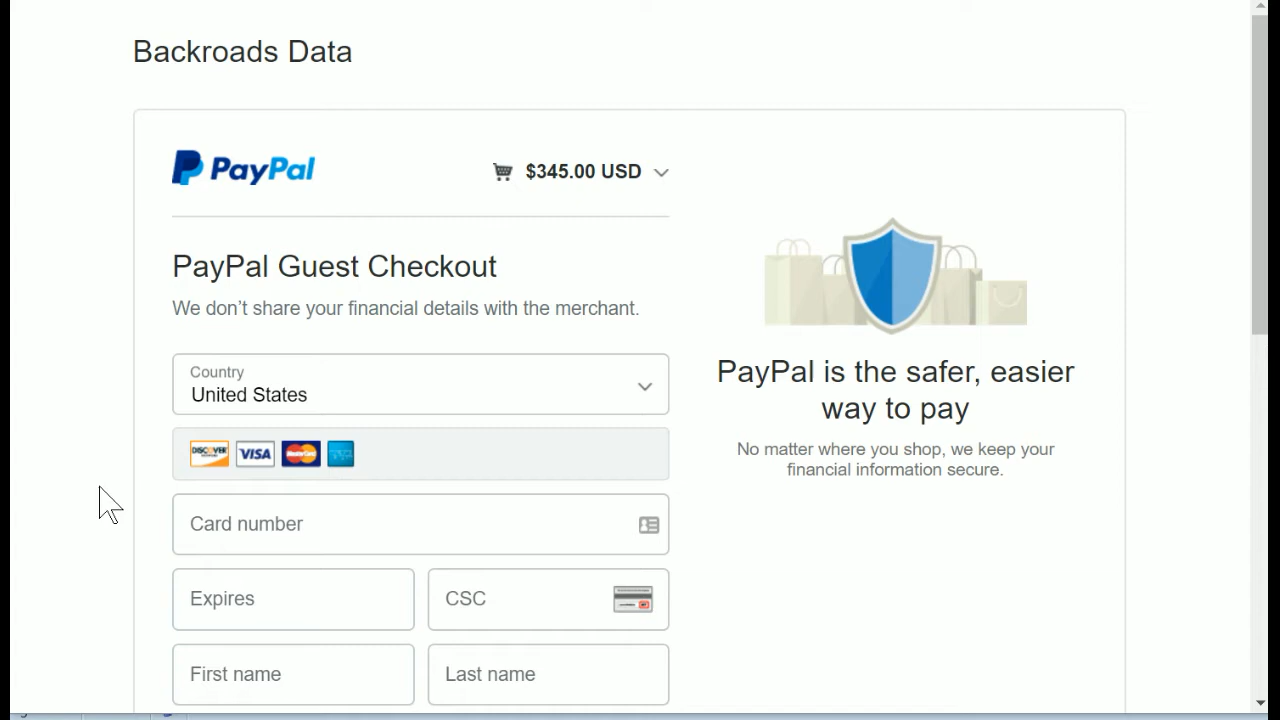 Backroads Data
PayPal
$345.00 USD
PayPal Guest Checkout
We don’t share your financial details with the merchant.
Country
United States
DISCOVER VISA MasterCard
Card number
Expires
CSC
First name
Last name
PayPal is the safer, easier
way to pay
No matter where you shop, we keep your
financial information secure.